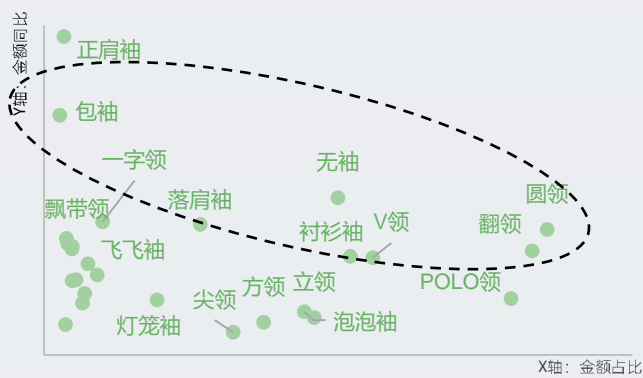 Y轴：金额同比
正肩袖
包袖
一字领
无袖
圆领
飘带领
落肩袖
衬衫袖
V领
翻领
飞飞袖
POLO领
尖领
方领
立领
灯笼袖
泡泡袖
X轴：金额占比